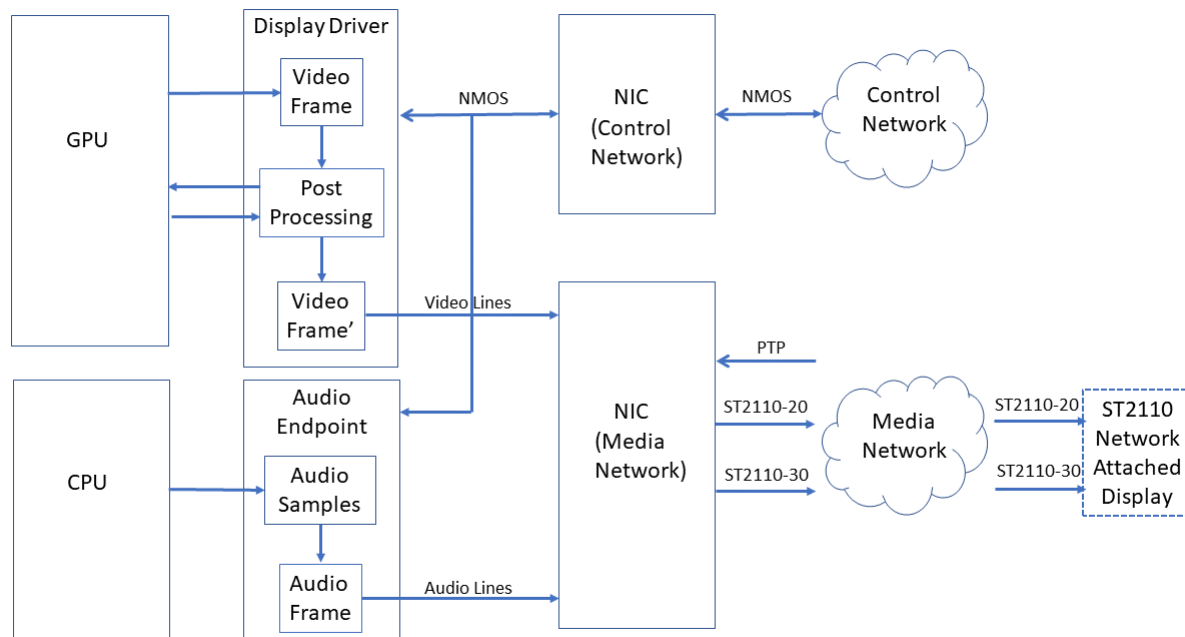 GPU
Display Driver
Video
Frame
Post
Processing
Video
Frame’
NMOS
NIC
(Control
Network)
NMOS
Control
Network
Video Lines
CPU
Audio
Endpoint
Audio
Samples
Audio
Frame
Audio Lines
NIC
(Media
Network)
PTP
ST2110-20
ST2110-30
Media
Network
ST2110-20
ST2110-30
ST2110
Network
Attached
Display